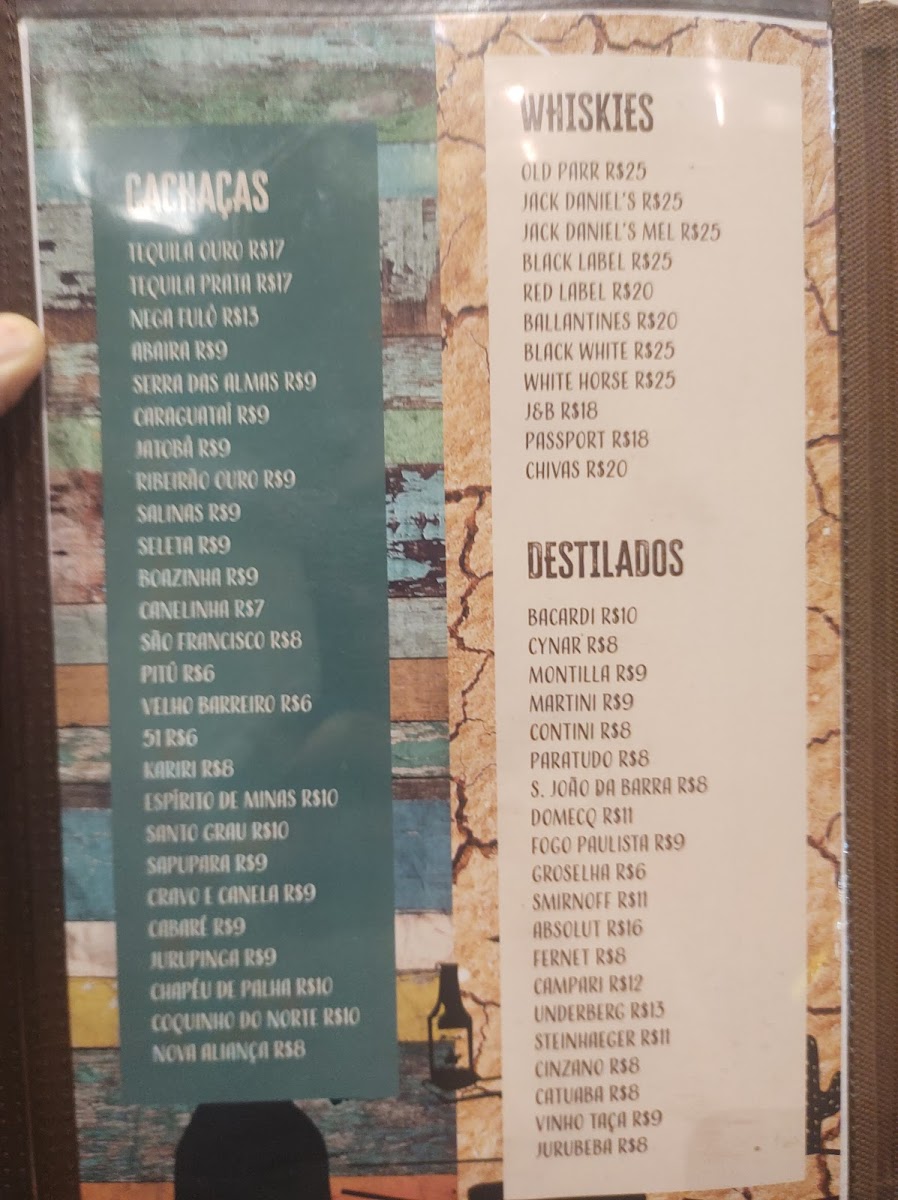 CACHAÇAS
TEQUILA OURO R$17
TEQUILA PRATA R$17
NEGA FULÔ R$13
ABAIRA R$9
SERRA DAS ALMAS R$9
CARAGUATAÍ R$9
JATOBÁ R$9
RIBEIRÃO OURO R$9
SALINAS R$9
SELETA R$9
BOAZINHA R$9
CANELINHA R$7
SÃO FRANCISCO R$8
PITÚ R$6
VELHO BARREIRO R$6
51 R$6
KARIRI R$8
ESPÍRITO DE MINAS R$10
SANTO GRAU R$10
SAPUPARA R$9
CRAVO E CANELA R$9
CABARÉ R$9
JURUPINGA R$9
CHAPÉU DE PALHA R$10
COQUINHO DO NORTE R$10
NOVA ALIANÇA R$8
WHISKIES
OLD PARR R$25
JACK DANIEL'S R$25
JACK DANIEL'S MEL R$25
BLACK LABEL R$25
RED LABEL R$20
BALLANTINES R$20
BLACK WHITE R$25
WHITE HORSE R$25
J&B R$18
PASSPORT R$18
CHIVAS R$20
DESTILADOS
BACARDI R$10
CYNAR R$8
MONTILLA R$9
MARTINI R$9
CONTINI R$8
PARATUDO R$8
S. JOÃO DA BARRA R$8
DOMECQ R$11
FOGO PAULISTA R$9
GROSELHA R$6
SMIRNOFF R$11
ABSOLUT R$16
FERNET R$8
CAMPARI R$12
UNDERBERG R$13
STEINHAEGER R$11
CINZANO R$8
CATUABA R$8
VINHO TAÇA R$9
JURUBEBA R$8